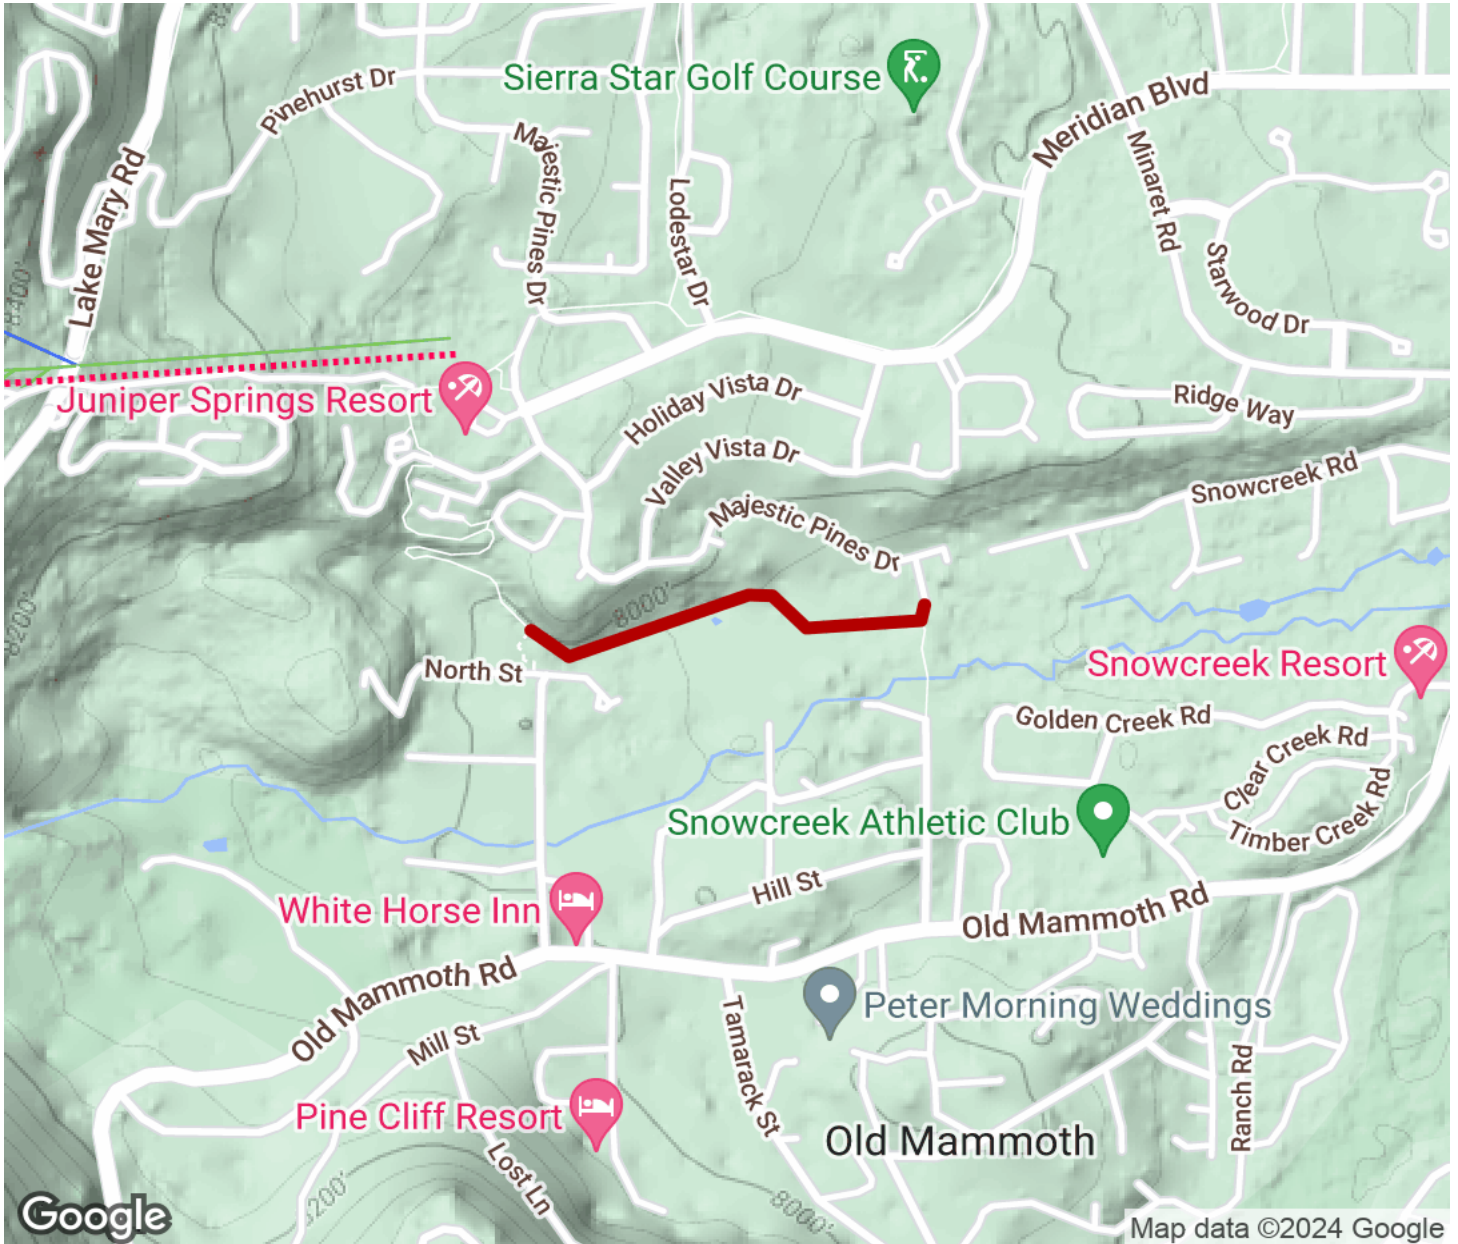 Sierra Star Golf Course
Pinehurst Dr
Meridian Blvd
Majestic Pines Dr
Minaret Rd
Lake Mary Rd
Lodestar Dr
Starwood Dr
8400'
Juniper Springs Resort
Holiday Vista Dr
Ridge Way
Valley Vista Dr
Snowcreek Rd
Majestic Pines Dr
8000'
8200'
North St
Snowcreek Resort
Golden Creek Rd
Clear Creek Rd
Timber Creek Rd
Snowcreek Athletic Club
Hill St
White Horse Inn
Old Mammoth Rd
Old Mammoth Rd
Peter Morning Weddings
Mill St
Tamarack St
Ranch Rd
Pine Cliff Resort
Old Mammoth
Lost Ln
8000'
Google
Map data ©2024 Google